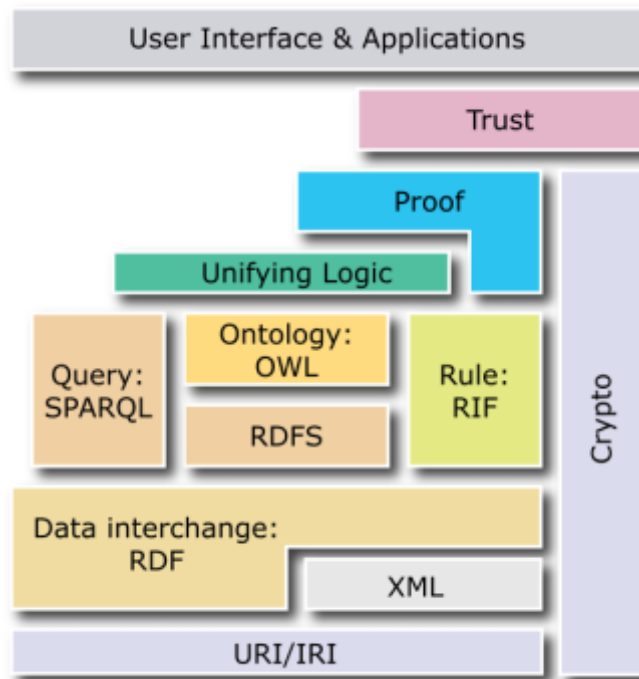 User Interface & Applications
Trust
Proof
Unifying Logic
Query:
SPARQL
Ontology:
OWL
RDFS
Rule:
RIF
Crypto
Data interchange:
RDF
XML
URI/IRI